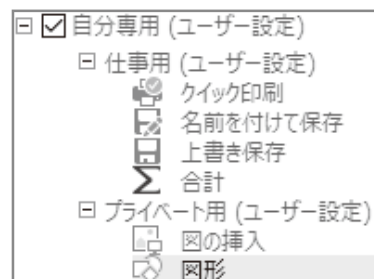 自分専用 (ユーザー設定)
仕事用 (ユーザー設定)
クイック印刷
名前を付けて保存
上書き保存
合計
プライベート用 (ユーザー設定)
図の挿入
図形